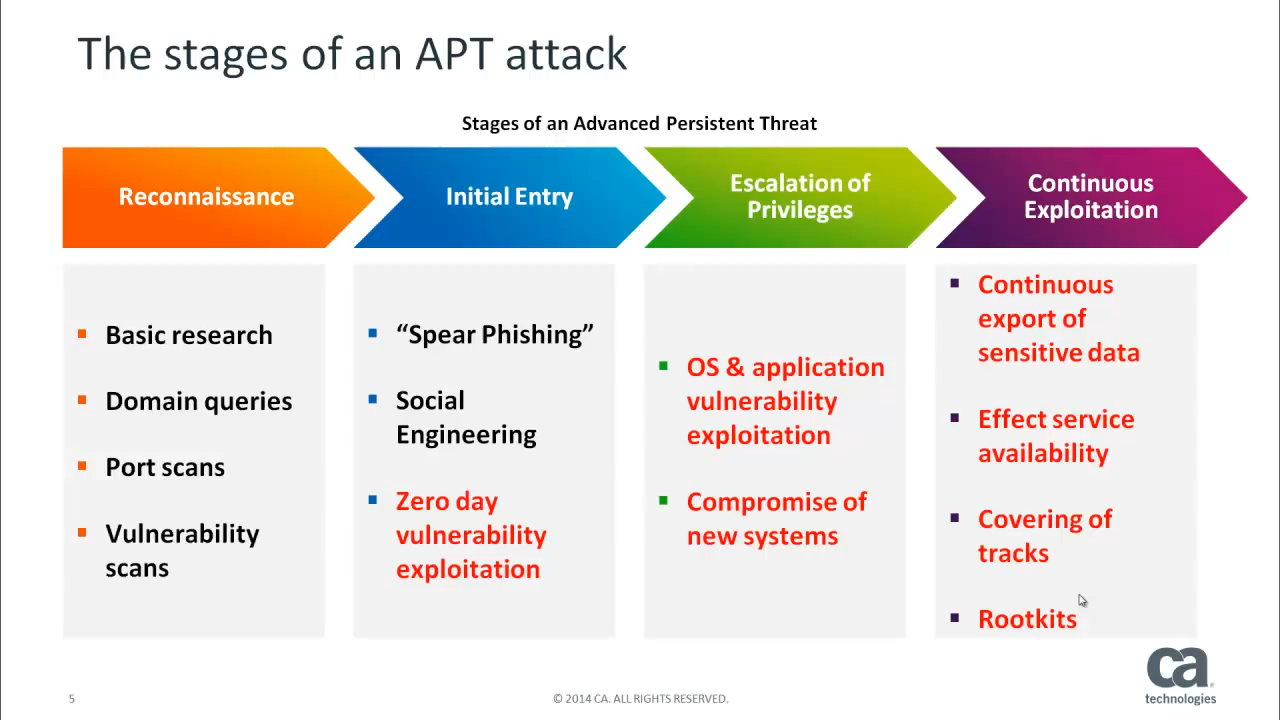 The stages of an APT attack
Stages of an Advanced Persistent Threat
Reconnaissance
Initial Entry
Escalation of
Privileges
Continuous
Exploitation
Basic research
Domain queries
Port scans
Vulnerability
scans
“Spear Phishing”
Social
Engineering
Zero day
vulnerability
exploitation
OS & application
vulnerability
exploitation
Compromise of
new systems
Continuous
export of
sensitive data
Effect service
availability
Covering of
tracks
Rootkits
5
© 2014 CA. ALL RIGHTS RESERVED.
ca
technologies